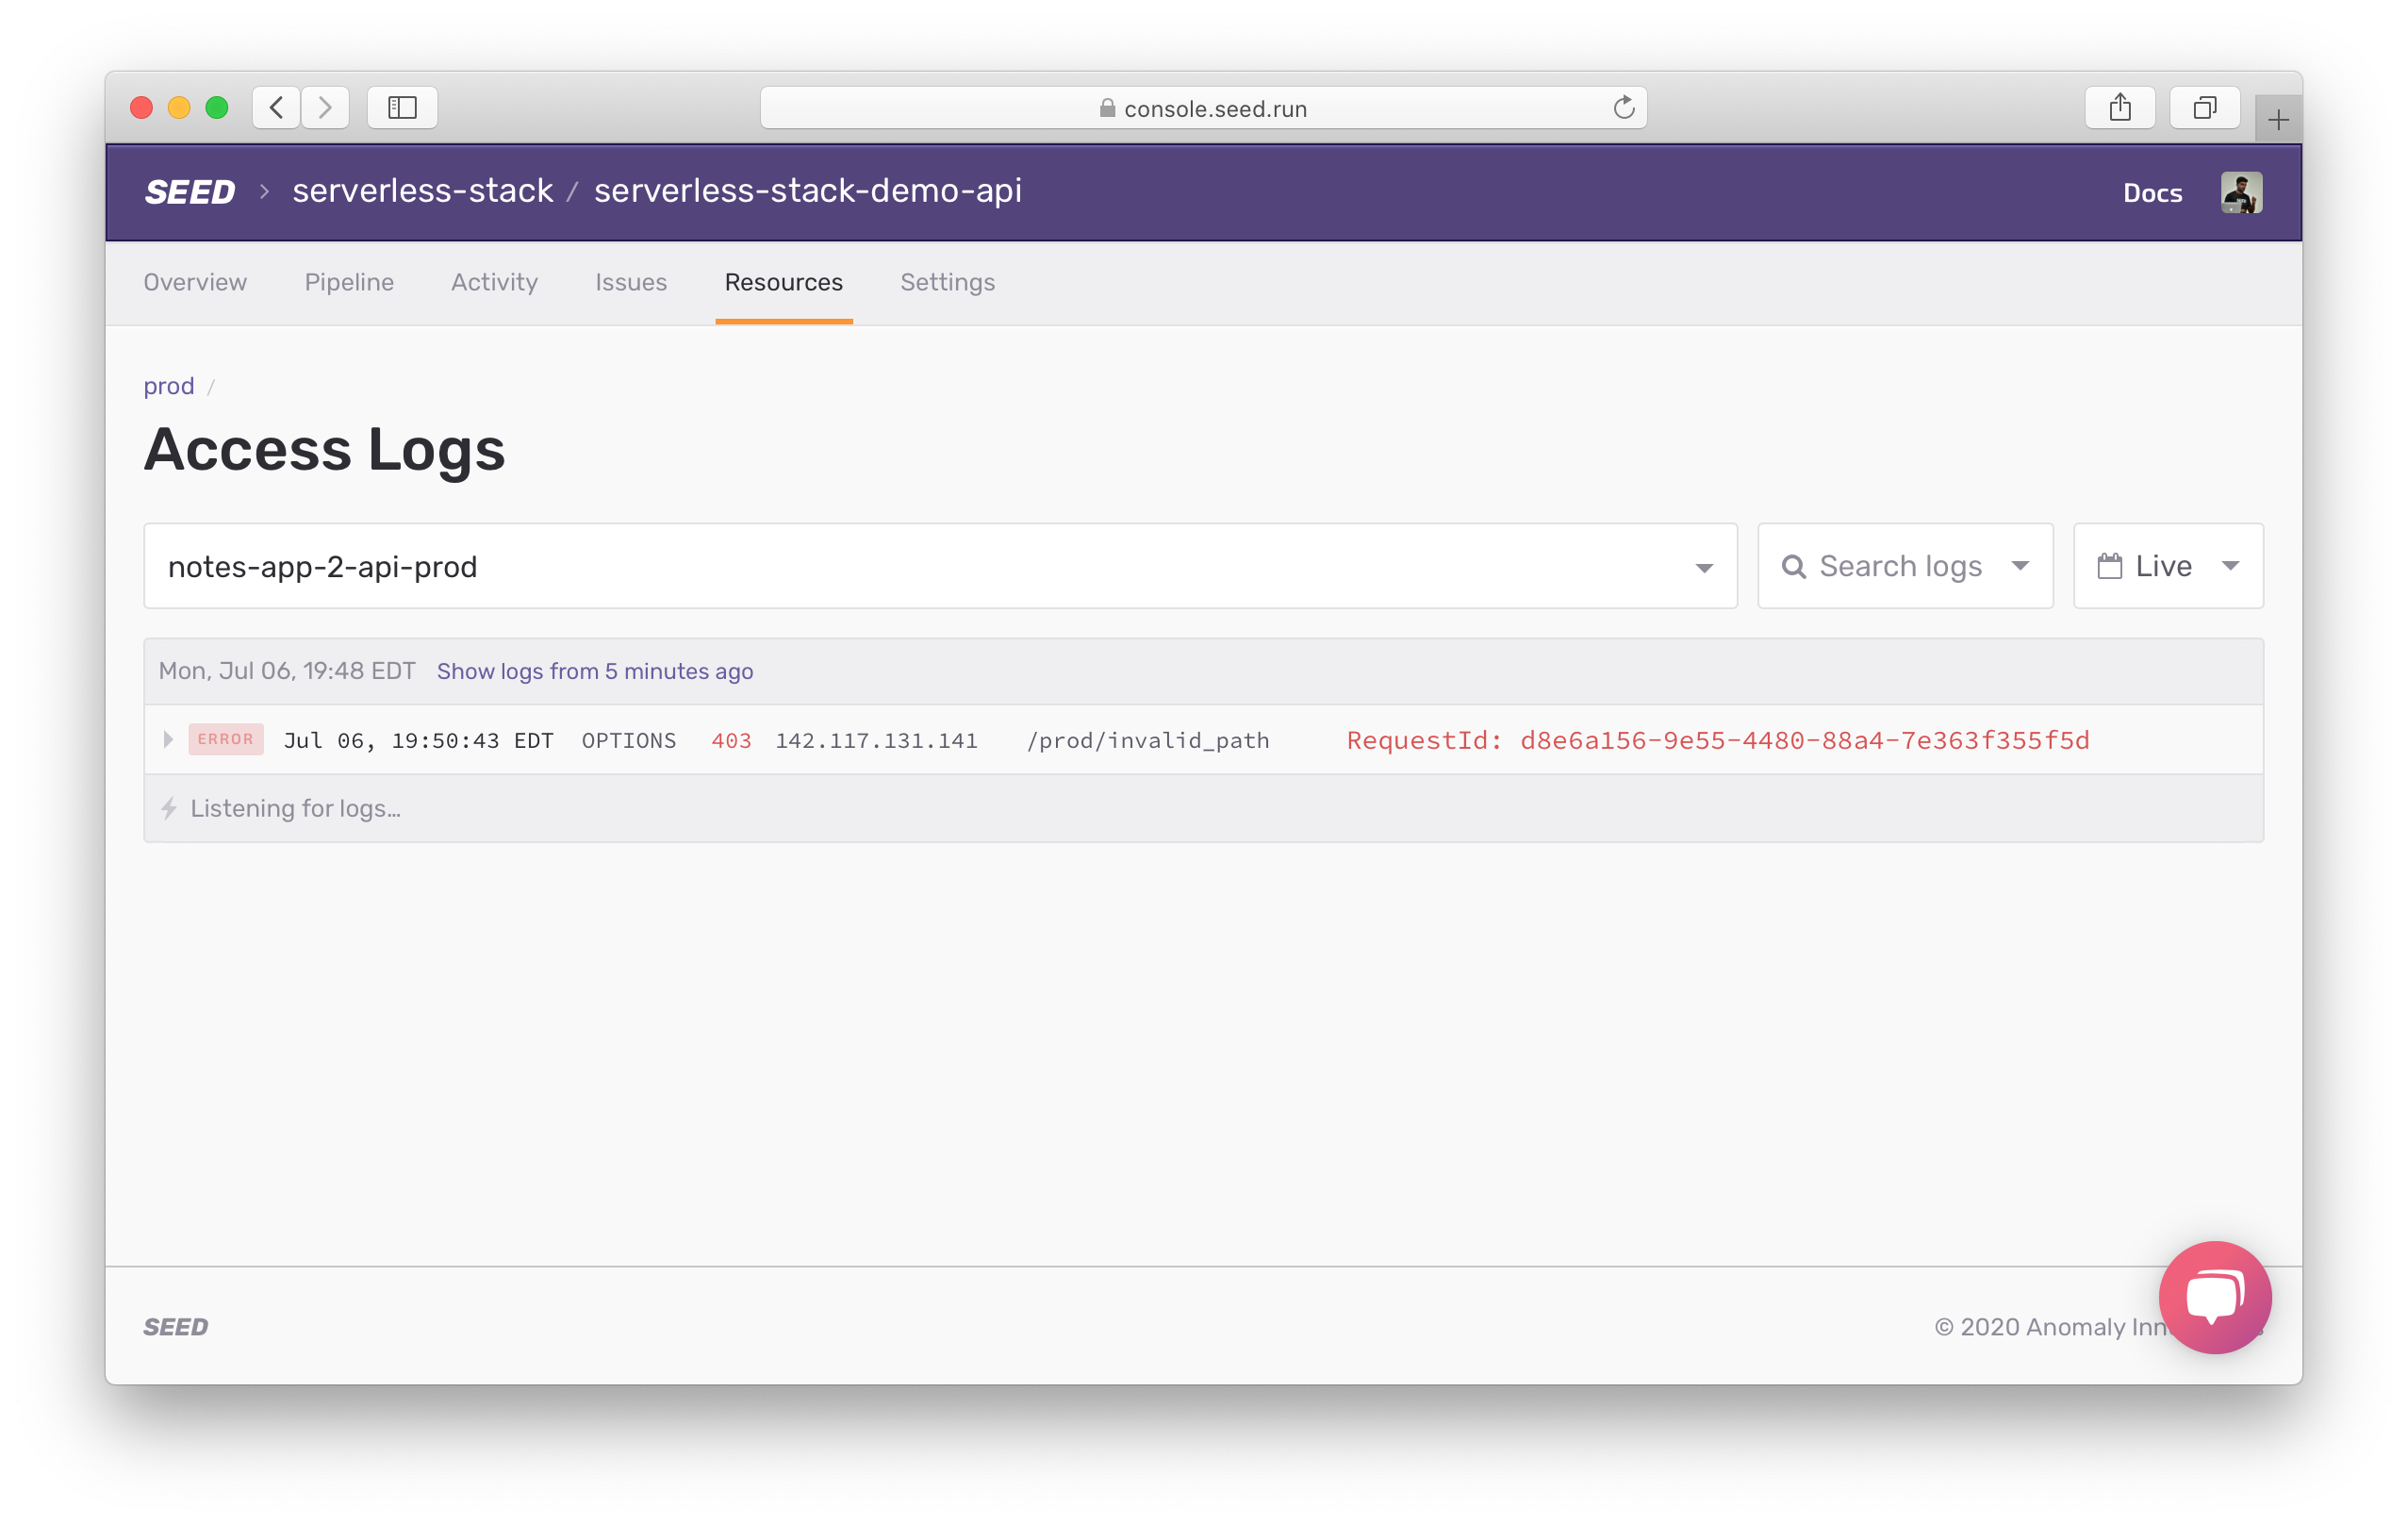 console.seed.run
SEED > serverless-stack / serverless-stack-demo-api Docs
Overview Pipeline Activity Issues Resources Settings
prod /
Access Logs
notes-app-2-api-prod Search logs Live
Mon, Jul 06, 19:48 EDT Show logs from 5 minutes ago
ERROR Jul 06, 19:50:43 EDT OPTIONS 403 142.117.131.141 /prod/invalid_path RequestId: d8e6a156-9e55-4480-88a4-7e363f355f5d
Listening for logs...
SEED © 2020 Anomaly